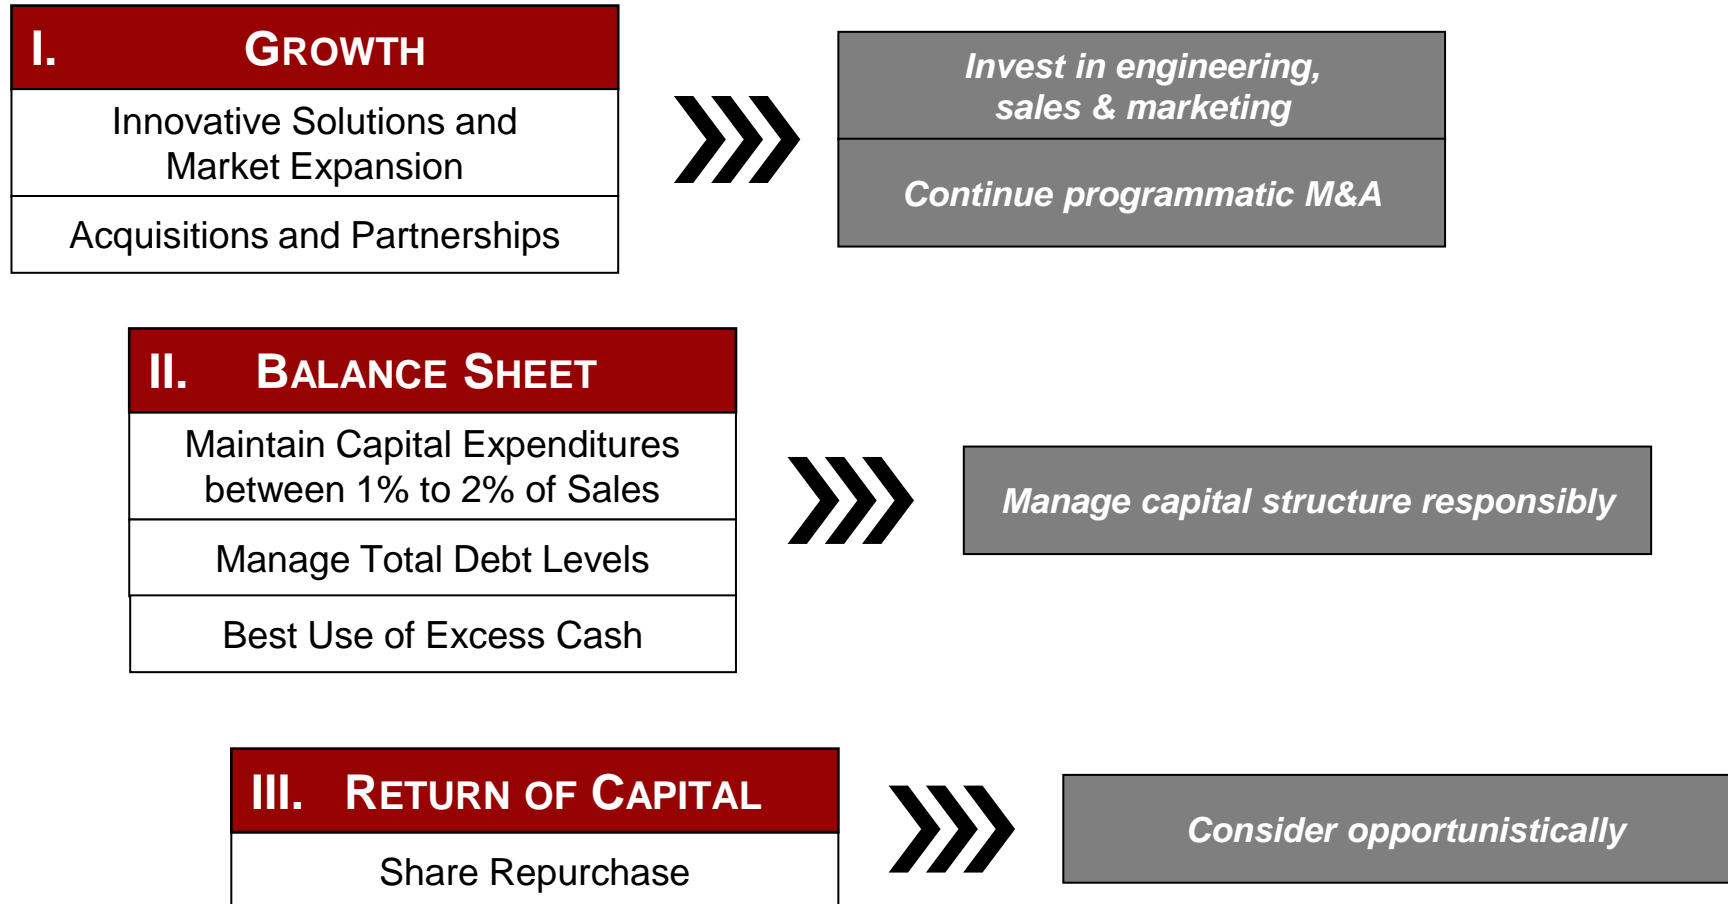 I. GROWTH
Innovative Solutions and
Market Expansion
Acquisitions and Partnerships
Invest in engineering,
sales & marketing
Continue programmatic M&A
II. BALANCE SHEET
Maintain Capital Expenditures
between 1% to 2% of Sales
Manage Total Debt Levels
Best Use of Excess Cash
Manage capital structure responsibly
III. RETURN OF CAPITAL
Share Repurchase
Consider opportunistically